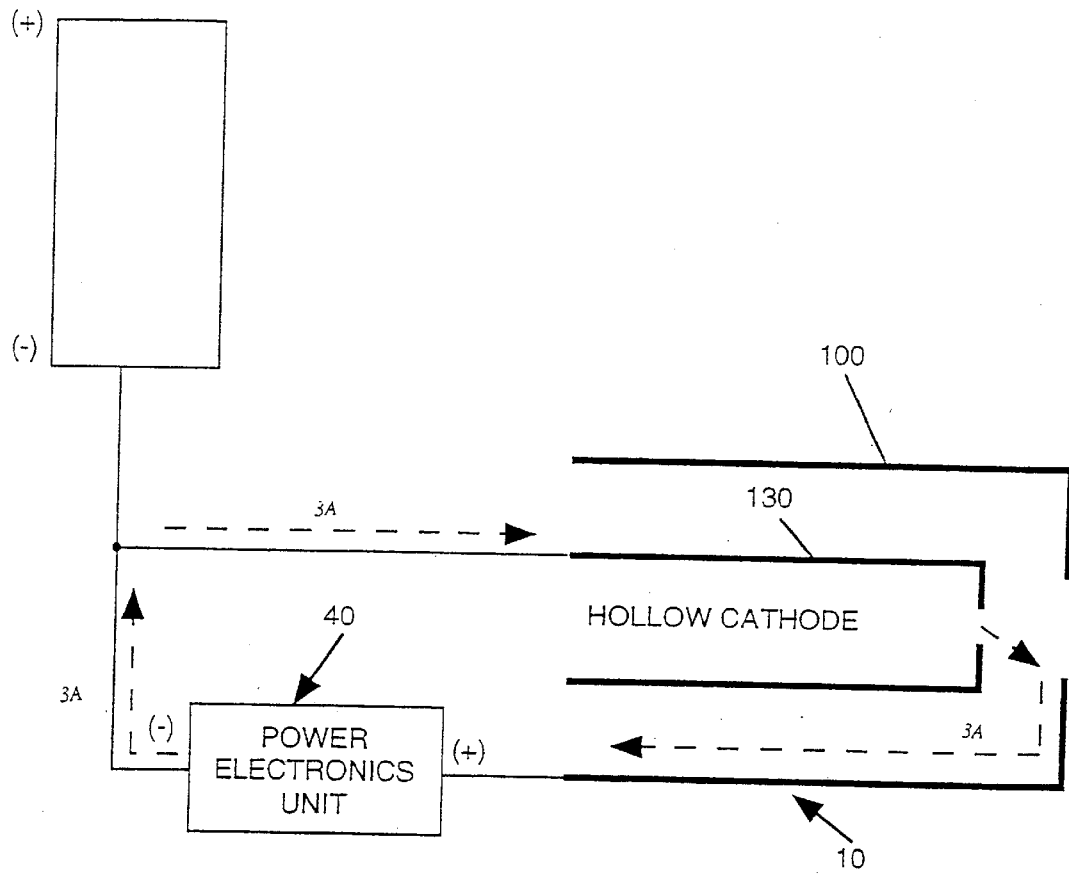 (+)
(-)
100
130
3A
HOLLOW CATHODE
40
3A
(-)
POWER
ELECTRONICS
UNIT
(+)
3A
10